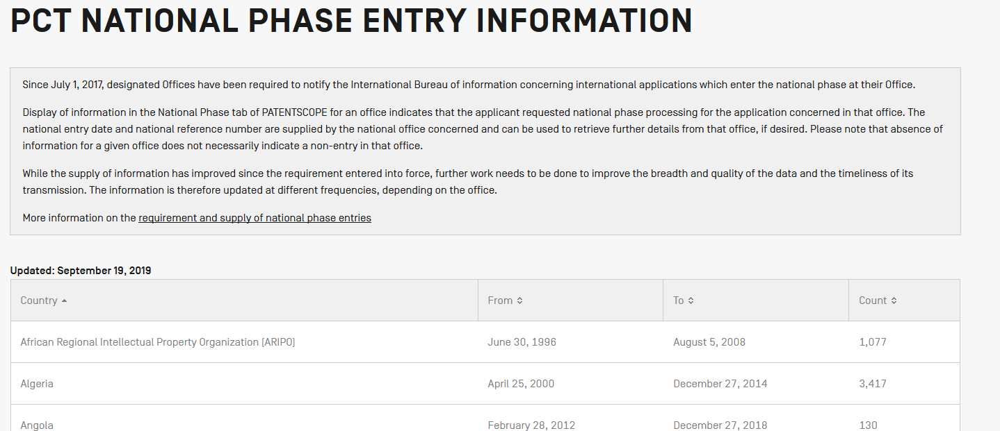 PCT NATIONAL PHASE ENTRY INFORMATION
Since July 1, 2017, designated Offices have been required to notify the International Bureau of information concerning international applications which enter the national phase at their Office.
Display of information in the National Phase tab of PATENTSCOPE for an office indicates that the applicant requested national phase processing for the application concerned in that office. The
national entry date and national reference number are supplied by the national office concerned and can be used to retrieve further details from that office, if desired. Please note that absence of
information for a given office does not necessarily indicate a non-entry in that office.
While the supply of information has improved since the requirement entered into force, further work needs to be done to improve the breadth and quality of the data and the timeliness of its
transmission. The information is therefore updated at different frequencies, depending on the office.
More information on the requirement and supply of national phase entries
Updated: September 19, 2019
Country From To Count
African Regional Intellectual Property Organization (ARIPO) June 30, 1996 August 5, 2008 1,077
Algeria April 25, 2000 December 27, 2014 3,417
Angola February 28, 2012 December 27, 2018 130